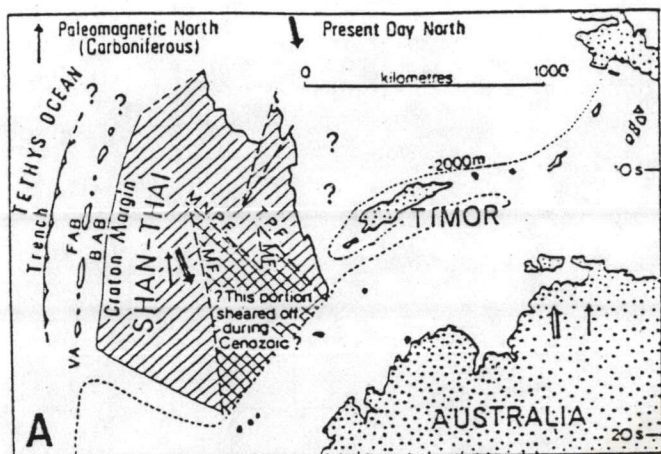 Paleomagnetic North
(Carboniferous)
Present Day North
0
1000
kilometres
TETHYS OCEAN
Trench
?
?
FAB
BAB
VA
Craton Margin
SHAN-THAI
MF
? This portion
sheared off
during
Cenozoic
?
?
2000m
?
TIMOR
0s
AUSTRALIA
20s
A